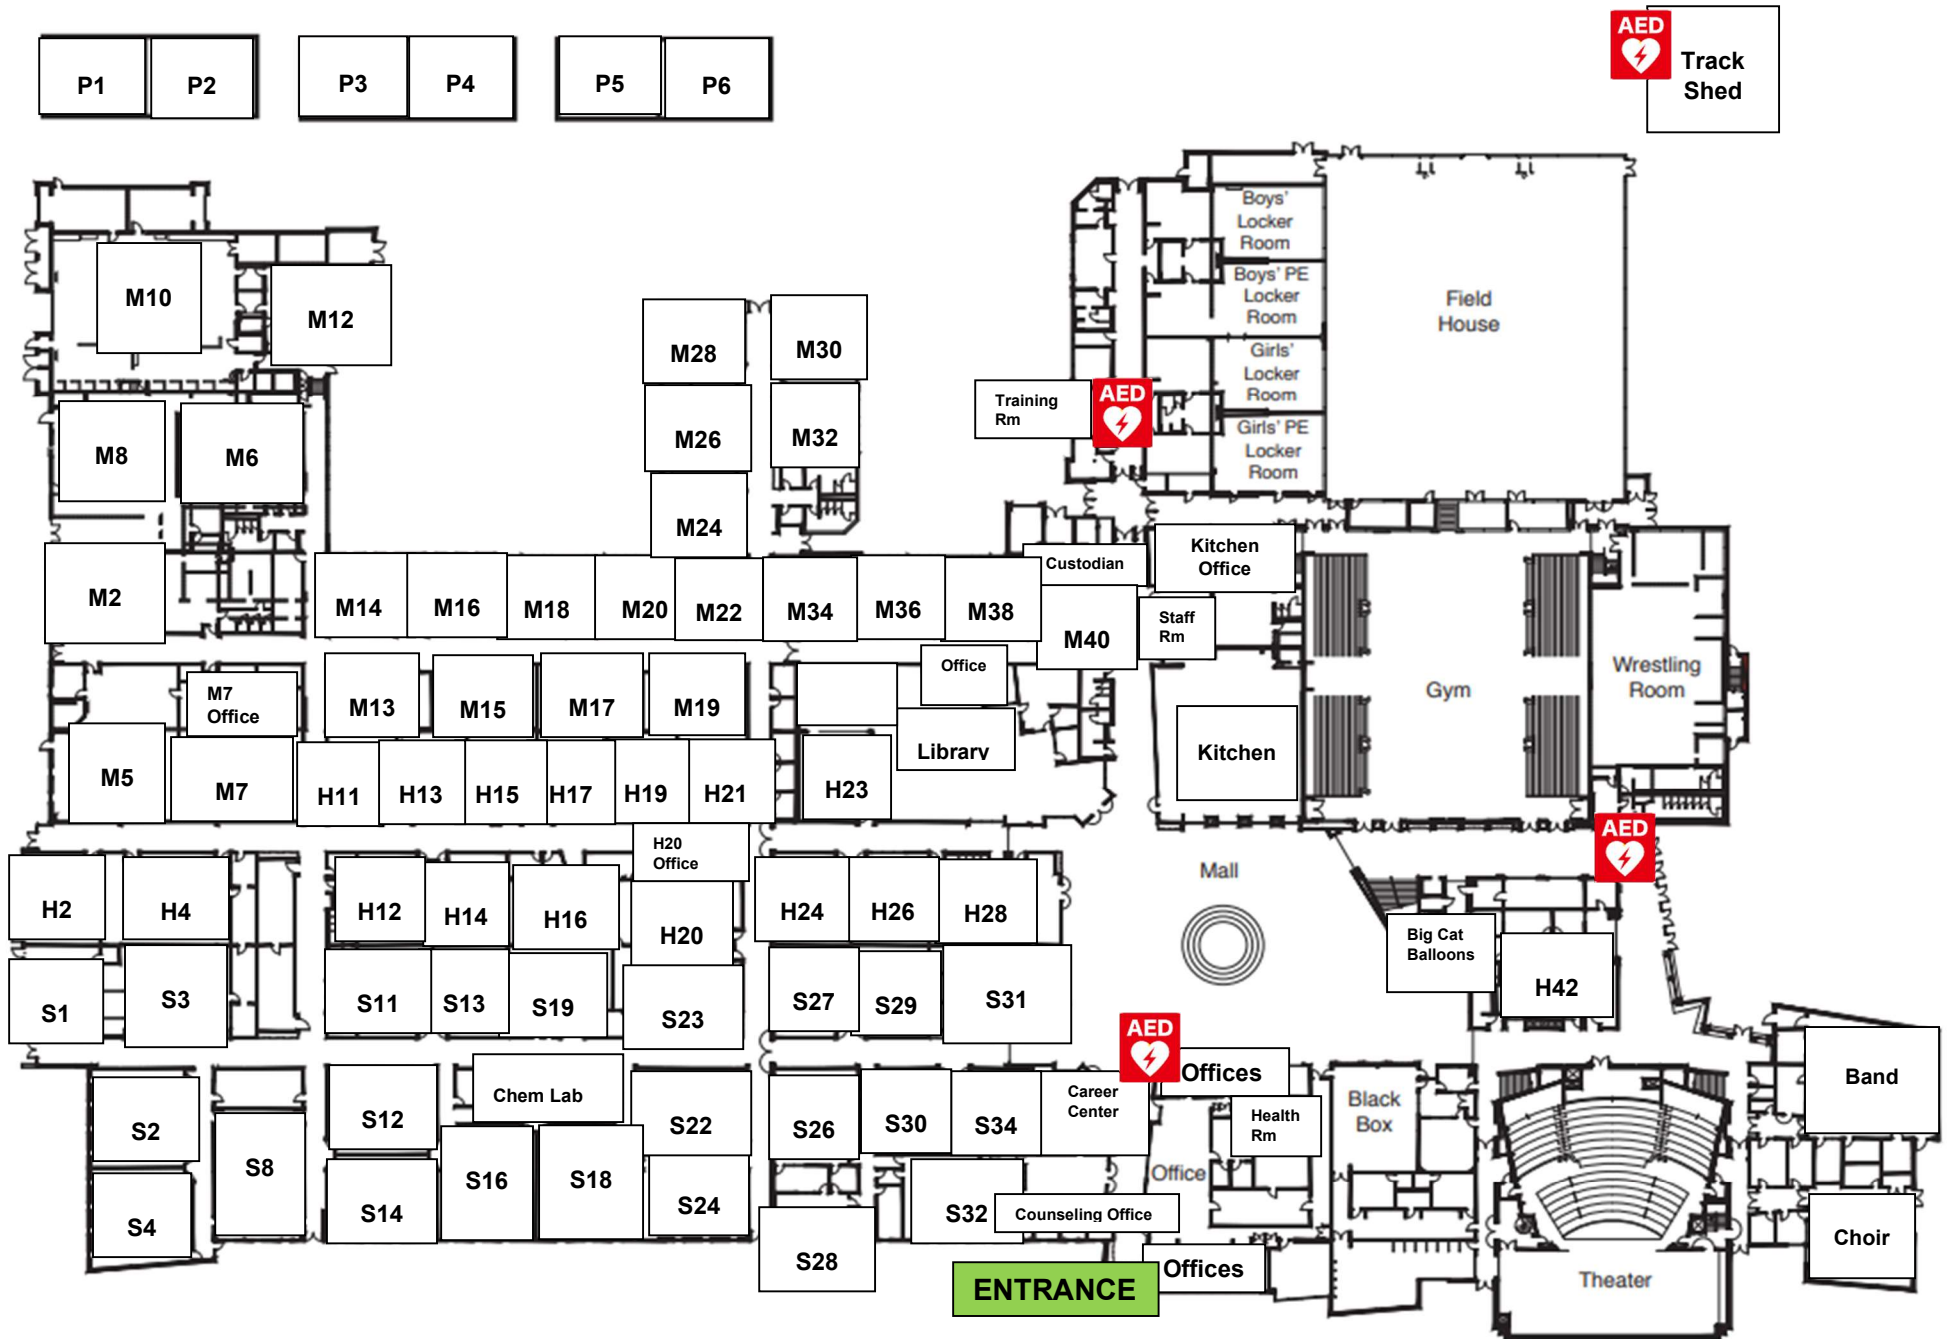 P1
P2
P3
P4
P5
P6
AED
Track
Shed
M10
M12
M28
M30
Boys'
Locker
Room
Boys' PE
Locker
Room
Field
House
Girls'
Locker
Room
Girls' PE
Locker
Room
Training
Rm
AED
M8
M6
M26
M32
M24
M2
M14
M16
M18
M20
M22
M34
M36
M38
Custodian
M40
Kitchen
Office
Staff
Rm
M7
Office
M13
M15
M17
M19
Office
Library
Gym
Wrestling
Room
M5
M7
H11
H13
H15
H17
H19
H21
H23
Kitchen
H20
Office
AED
Mall
H2
H4
H12
H14
H16
H20
H24
H26
H28
Big Cat
Balloons
H42
S1
S3
S11
S13
S19
S23
S27
S29
S31
AED
Offices
Chem Lab
Career
Center
Health
Rm
Black
Box
Band
S2
S8
S12
S22
S26
S30
S34
S4
S14
S16
S18
S24
S32
Office
Counseling Office
Choir
S28
Offices
ENTRANCE
Theater